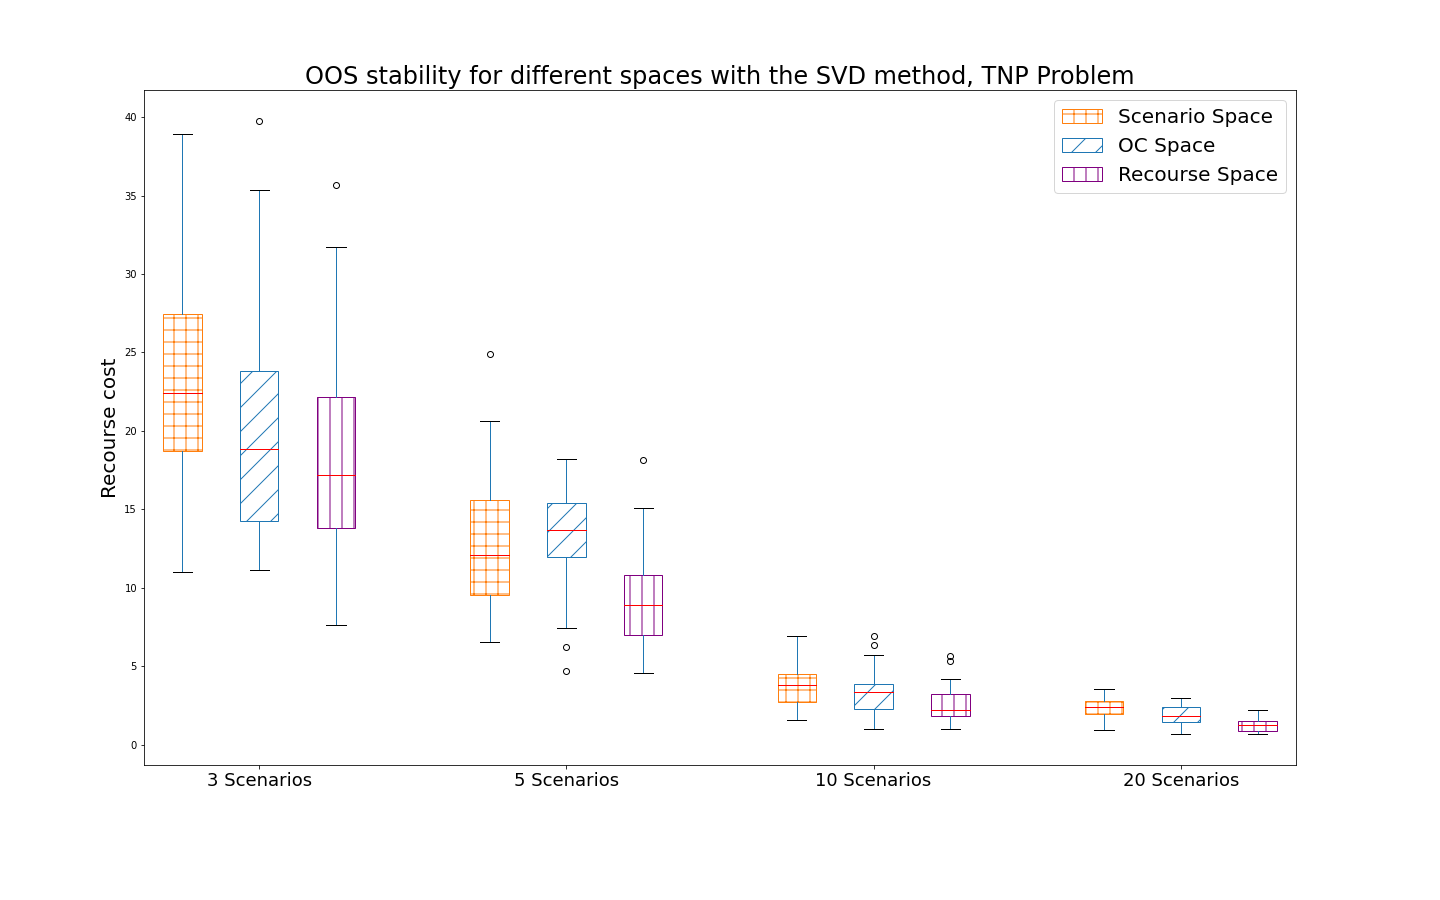 OOS stability for different spaces with the SVD method, TNP Problem
Scenario Space
OC Space
Recourse Space
Recourse cost
40
35
30
25
20
15
10
5
0
3 Scenarios
5 Scenarios
10 Scenarios
20 Scenarios